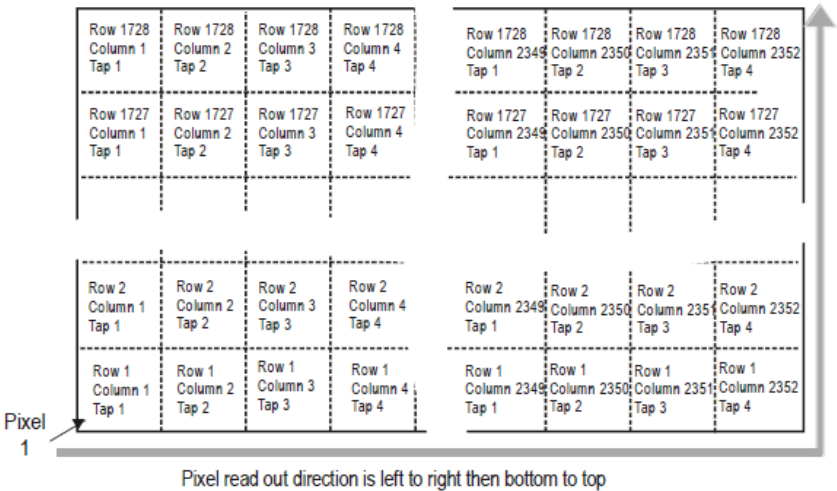 Row 1728 Row 1728 Row 1728 Row 1728 Row 1728 Row 1728 Row 1728 Row 1728
Column 1 Column 2 Column 3 Column 4 Column 2349 Column 2350 Column 2351 Column 2352
Tap 1 Tap 2 Tap 3 Tap 4 Tap 1 Tap 2 Tap 3 Tap 4
Row 1727 Row 1727 Row 1727 Row 1727 Row 1727 Row 1727 Row 1727 Row 1727
Column 1 Column 2 Column 3 Column 4 Column 2349 Column 2350 Column 2351 Column 2352
Tap 1 Tap 2 Tap 3 Tap 4 Tap 1 Tap 2 Tap 3 Tap 4
Row 2 Row 2 Row 2 Row 2 Row 2 Row 2 Row 2 Row 2
Column 1 Column 2 Column 3 Column 4 Column 2349 Column 2350 Column 2351 Column 2352
Tap 1 Tap 2 Tap 3 Tap 4 Tap 1 Tap 2 Tap 3 Tap 4
Row 1 Row 1 Row 1 Row 1 Row 1 Row 1 Row 1 Row 1
Column 1 Column 2 Column 3 Column 4 Column 2349 Column 2350 Column 2351 Column 2352
Tap 1 Tap 2 Tap 3 Tap 4 Tap 1 Tap 2 Tap 3 Tap 4
Pixel
1
Pixel read out direction is left to right then bottom to top